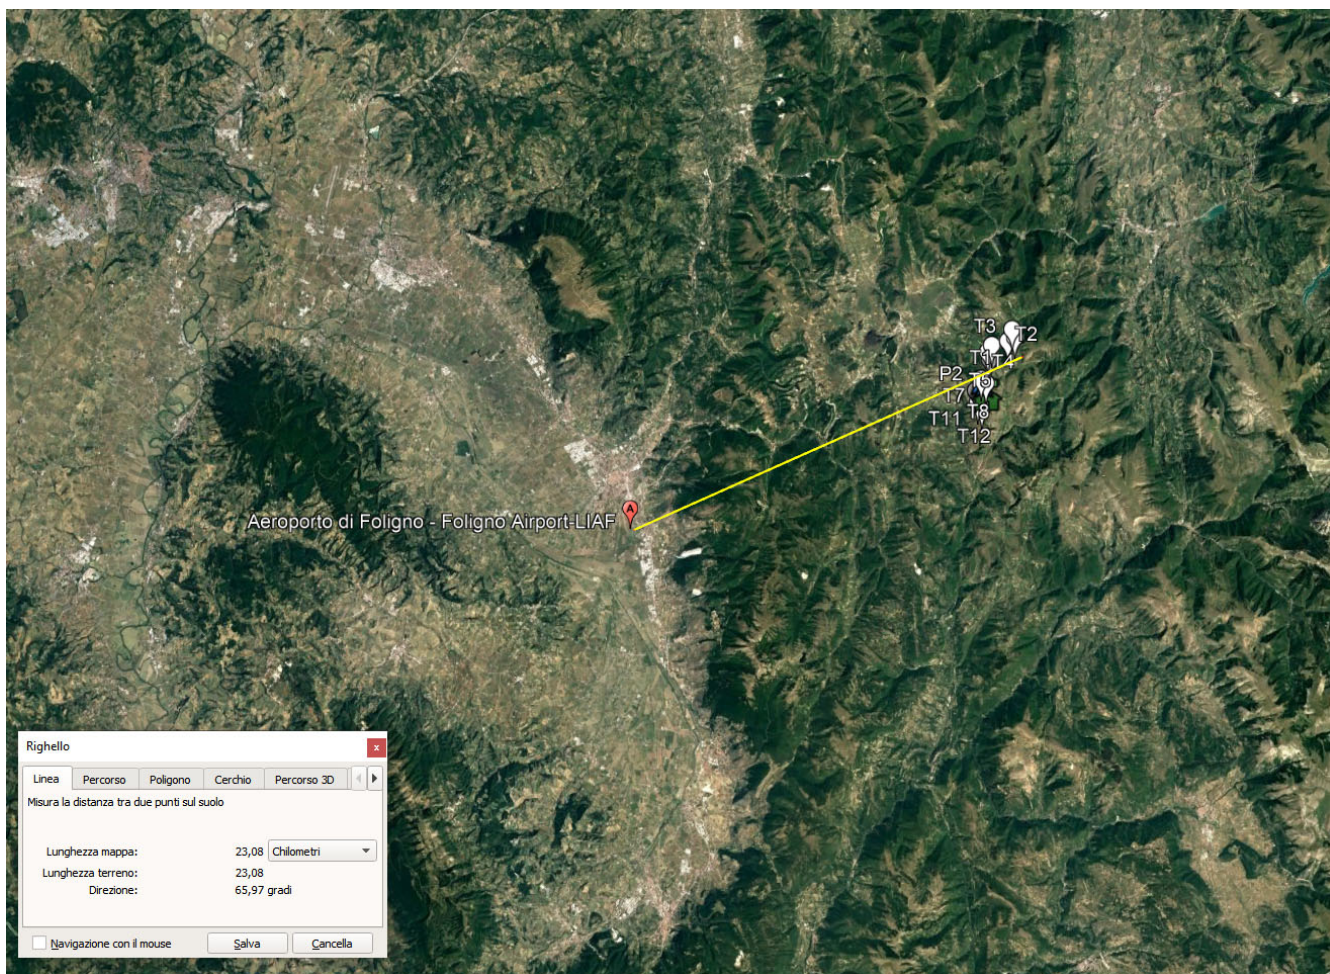 T3
T2
T1
T4
P2
T5
T7
T8
T11
T12
A
Aeroporto di Foligno - Foligno Airport-LIAF
Righello
x
Linea Percorso Poligono Cerchio Percorso 3D
Misura la distanza tra due punti sul suolo
Lunghezza mappa: 23,08 Chilometri
Lunghezza terreno: 23,08
Direzione: 65,97 gradi
Navigazione con il mouse Salva Cancella